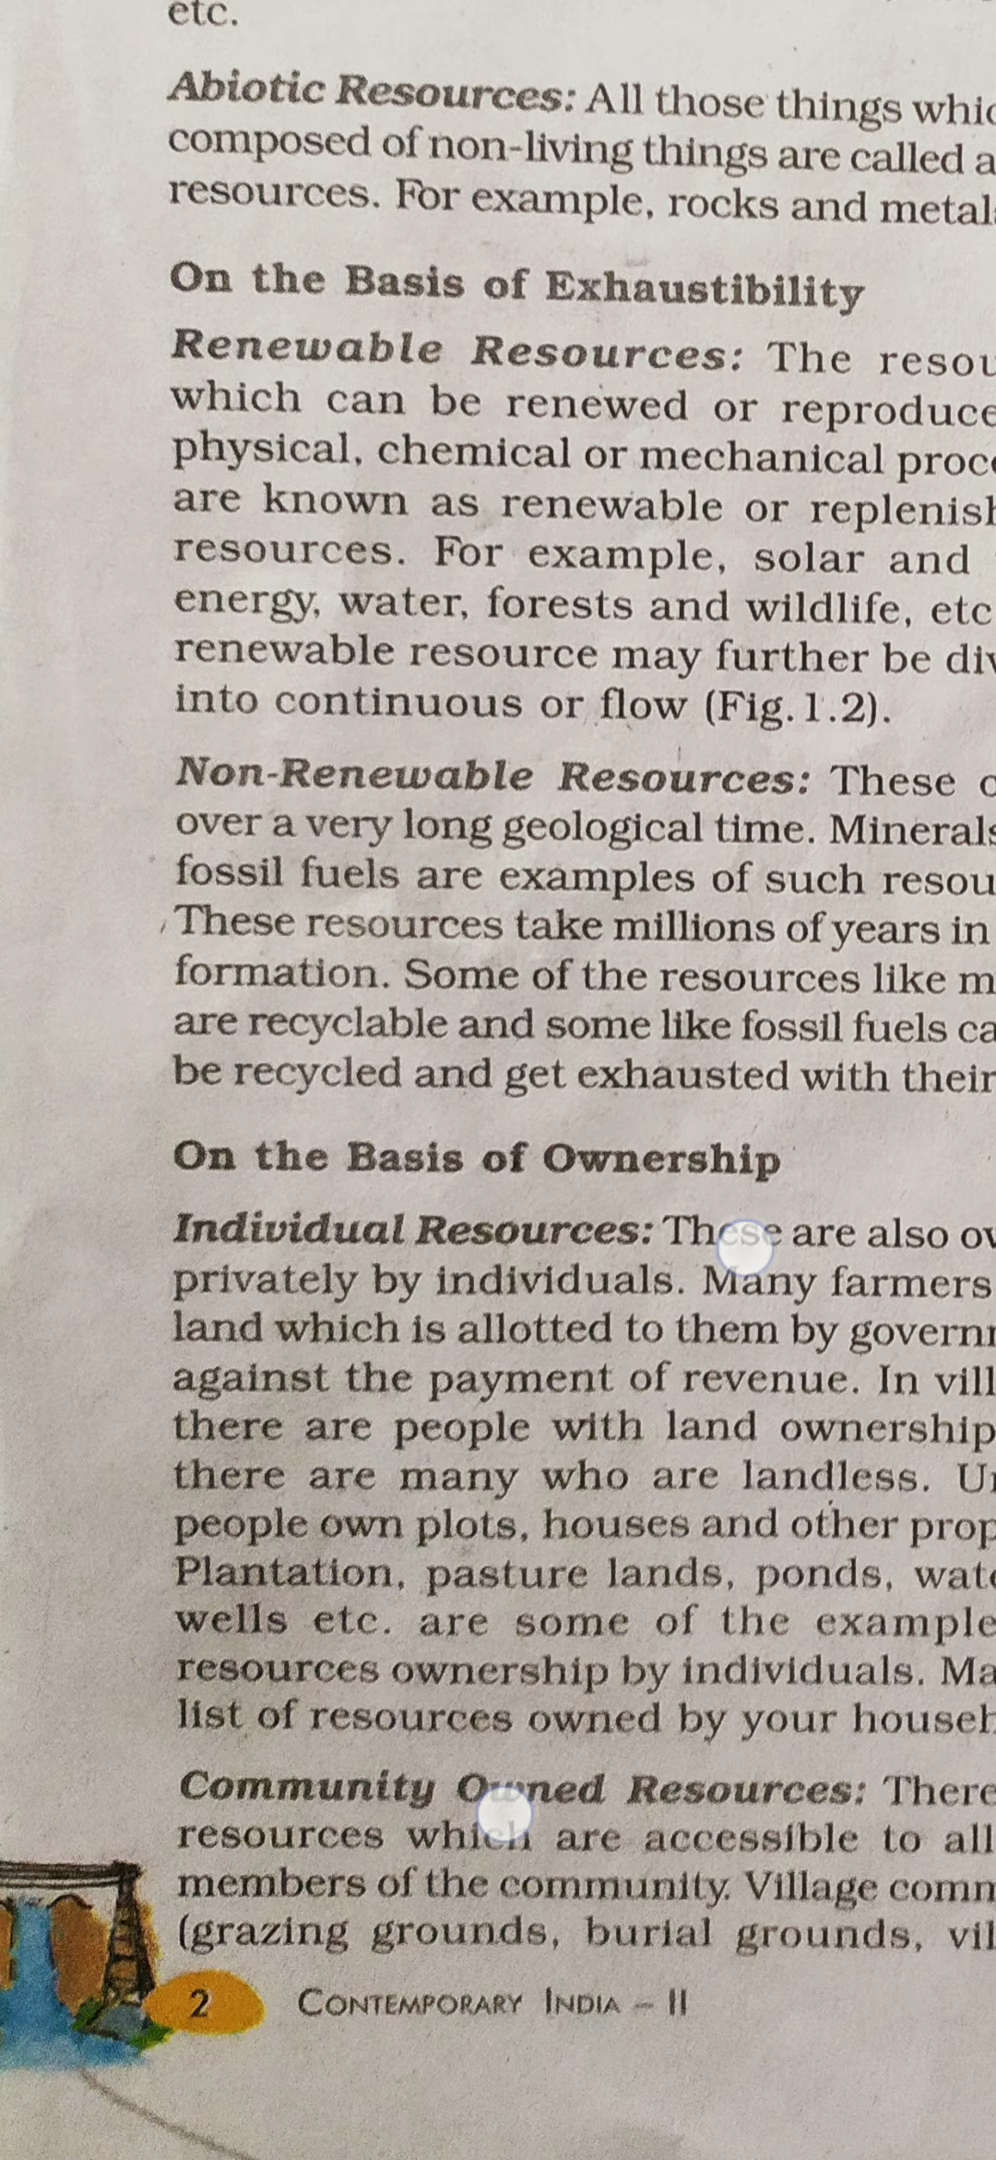 etc.
Abiotic Resources: All those things whic
composed of non-living things are called a
resources. For example, rocks and metal
On the Basis of Exhaustibility
Renewable Resources: The resou
which can be renewed or reproduce
physical, chemical or mechanical proc
are known as renewable or replenish
resources. For example, solar and
energy, water, forests and wildlife, etc
renewable resource may further be div
into continuous or flow (Fig. 1.2).
Non-Renewable Resources: These o
over a very long geological time. Minerals
fossil fuels are examples of such resou
These resources take millions of years in
formation. Some of the resources like m
are recyclable and some like fossil fuels ca
be recycled and get exhausted with their
On the Basis of Ownership
Individual Resources: These are also ow
privately by individuals. Many farmers
land which is allotted to them by governm
against the payment of revenue. In vill
there are people with land ownership
there are many who are landless. Ur
people own plots, houses and other prop
Plantation, pasture lands, ponds, wate
wells etc. are some of the example
resources ownership by individuals. Ma
list of resources owned by your househ
Community Owned Resources: There
resources which are accessible to all
members of the community. Village comm
(grazing grounds, burial grounds, vil
2 CONTEMPORARY INDIA – II